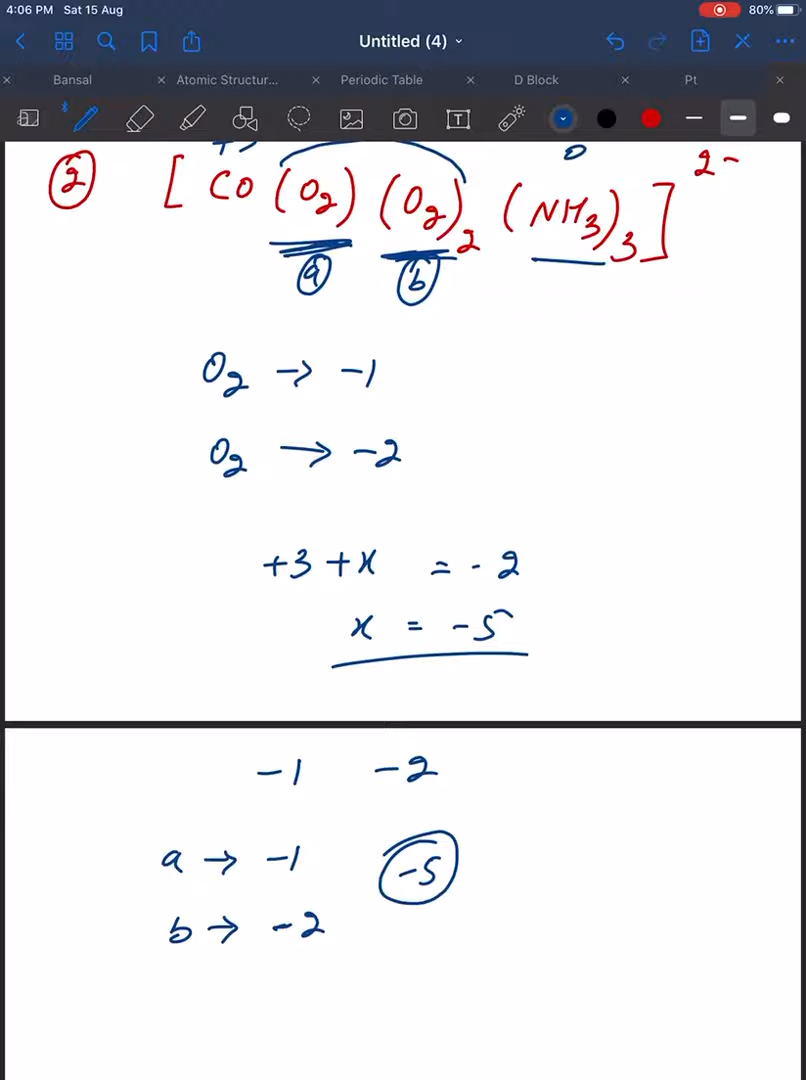 4:06 PM Sat 15 Aug 80%
Untitled (4)
Bansal Atomic Structur... Periodic Table D Block Pt
0
② [CO(O₂)(O₂)₂(NH₃)₃]²⁻
a b
O₂ → -1
O₂ → -2
+3 + x = -2
x = -5
-1 -2
a → -1 -5
b → -2